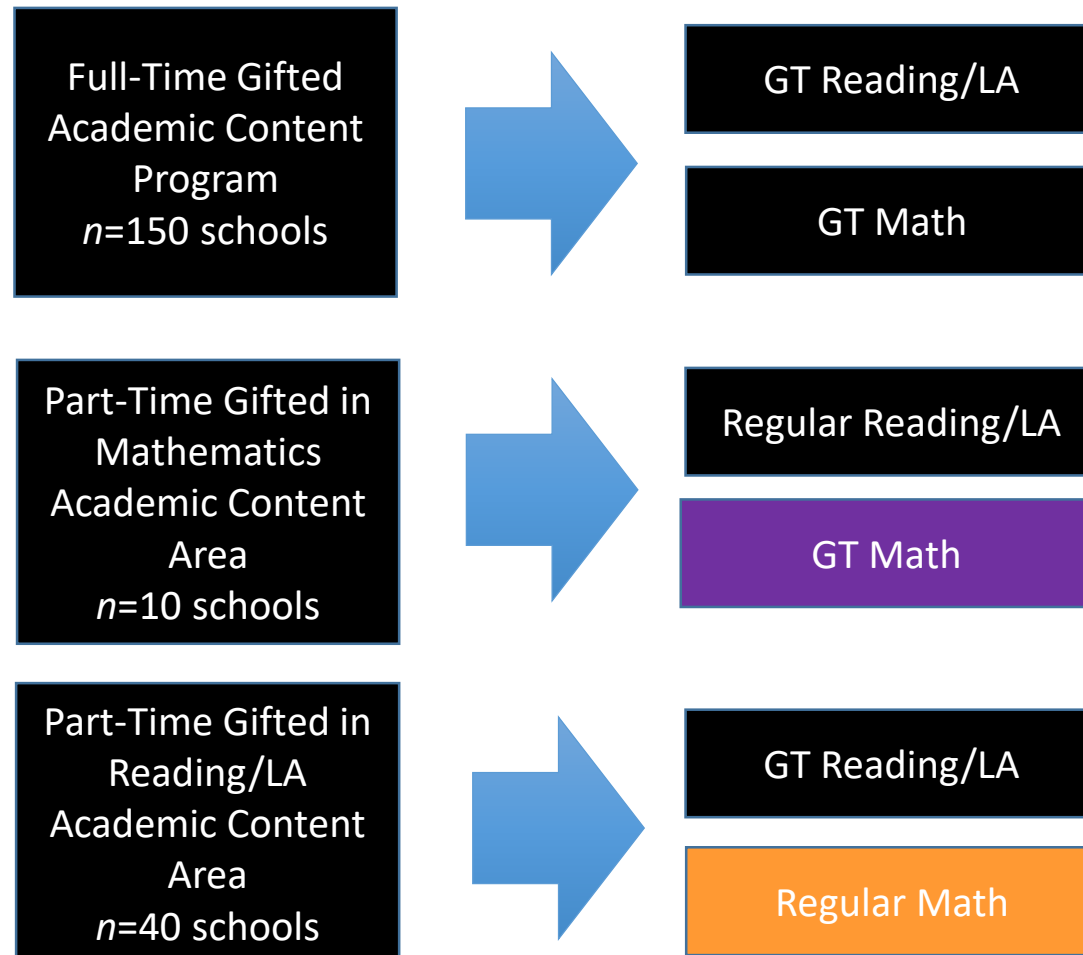 Full-Time Gifted
Academic Content
Program
n=150 schools
GT Reading/LA
GT Math
Part-Time Gifted in
Mathematics
Academic Content
Area
n=10 schools
Regular Reading/LA
GT Math
Part-Time Gifted in
Reading/LA
Academic Content
Area
n=40 schools
GT Reading/LA
Regular Math